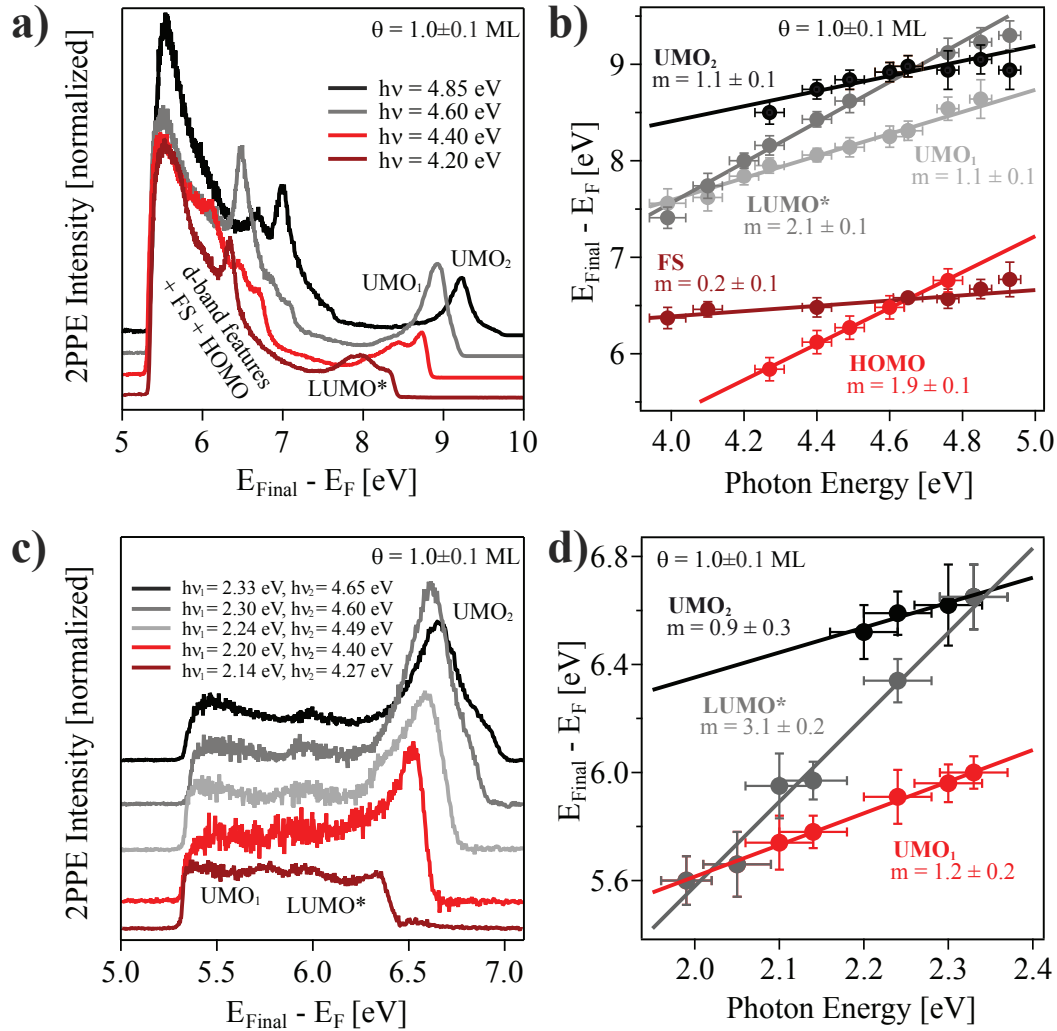 a)
θ = 1.0±0.1 ML
hν = 4.85 eV
hν = 4.60 eV
hν = 4.40 eV
hν = 4.20 eV
UMO₁
UMO₂
d-band features
+ FS + HOMO
LUMO*
2PPE Intensity [normalized]
5 6 7 8 9 10
E_Final - E_F [eV]
b)
θ = 1.0±0.1 ML
UMO₂
m = 1.1 ± 0.1
UMO₁
m = 1.1 ± 0.1
LUMO*
m = 2.1 ± 0.1
FS
m = 0.2 ± 0.1
HOMO
m = 1.9 ± 0.1
E_Final - E_F [eV]
9
8
7
6
4.0 4.2 4.4 4.6 4.8 5.0
Photon Energy [eV]
c)
θ = 1.0±0.1 ML
hν₁ = 2.33 eV, hν₂ = 4.65 eV
hν₁ = 2.30 eV, hν₂ = 4.60 eV
hν₁ = 2.24 eV, hν₂ = 4.49 eV
hν₁ = 2.20 eV, hν₂ = 4.40 eV
hν₁ = 2.14 eV, hν₂ = 4.27 eV
UMO₂
UMO₁
LUMO*
2PPE Intensity [normalized]
5.0 5.5 6.0 6.5 7.0
E_Final - E_F [eV]
d)
θ = 1.0±0.1 ML
UMO₂
m = 0.9 ± 0.3
LUMO*
m = 3.1 ± 0.2
UMO₁
m = 1.2 ± 0.2
E_Final - E_F [eV]
6.8
6.4
6.0
5.6
2.0 2.1 2.2 2.3 2.4
Photon Energy [eV]